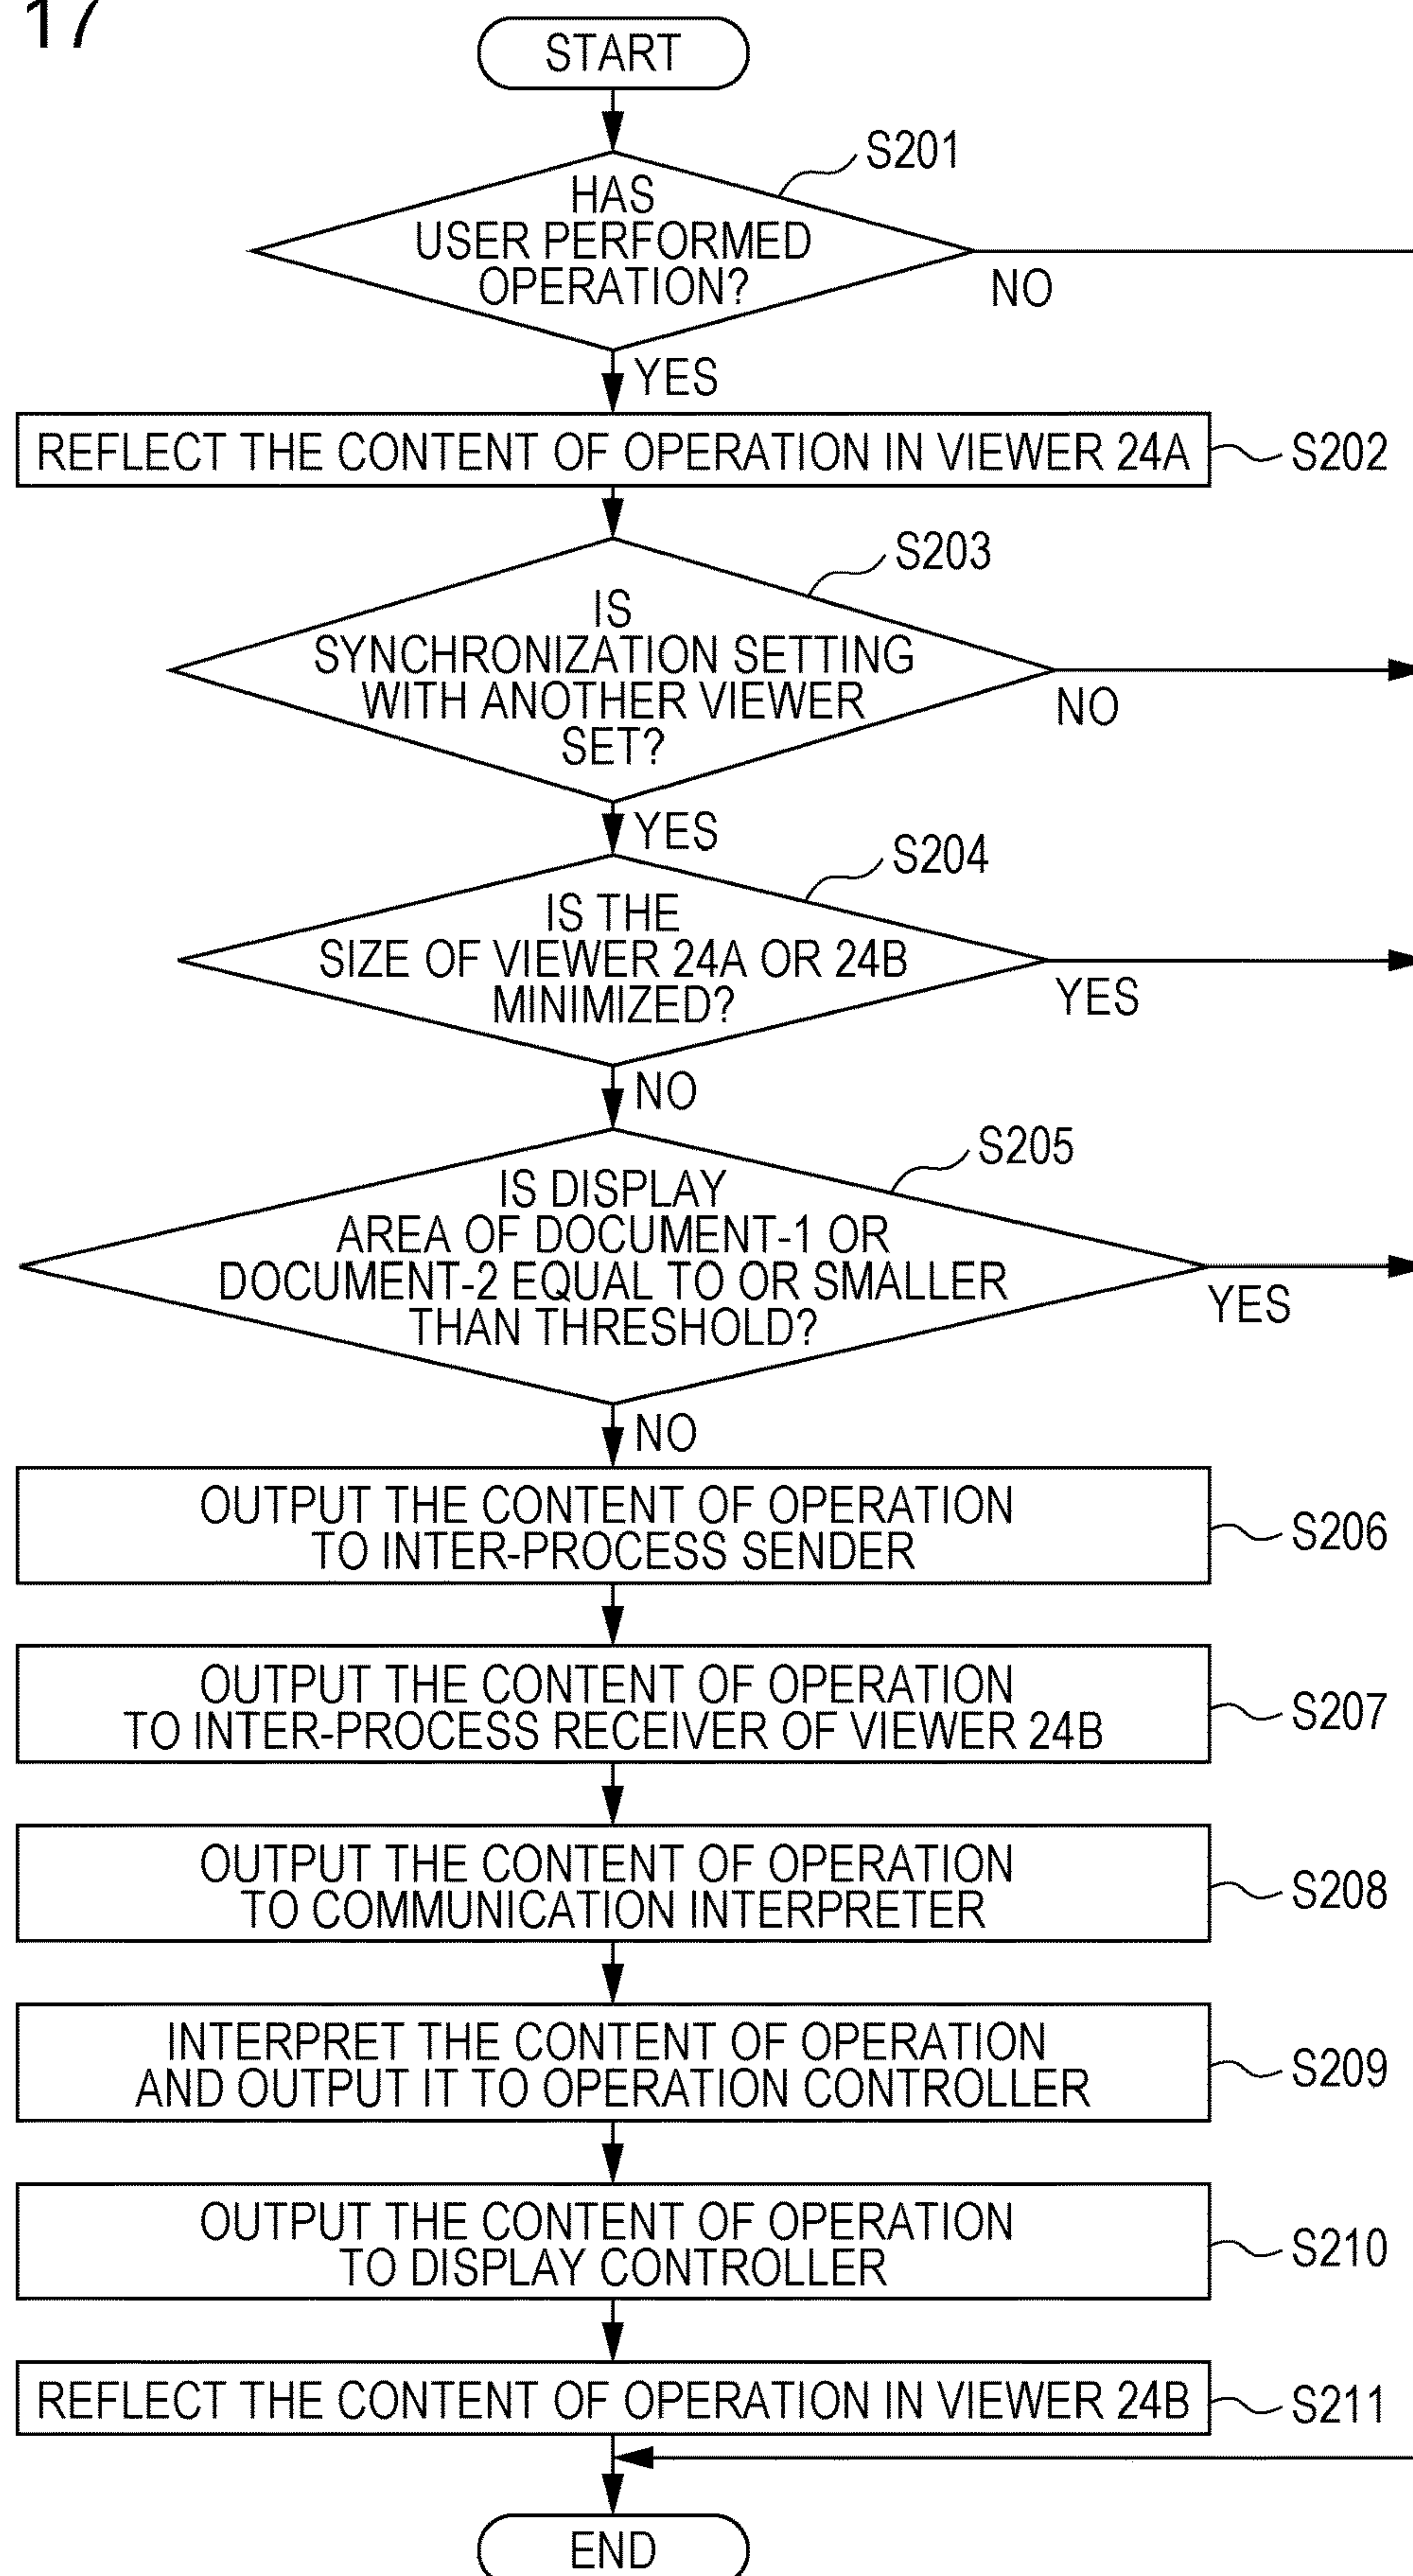 17
START
S201
HAS
USER PERFORMED
OPERATION?
NO
YES
REFLECT THE CONTENT OF OPERATION IN VIEWER 24A
S202
S203
IS
SYNCHRONIZATION SETTING
WITH ANOTHER VIEWER
SET?
NO
YES
S204
IS THE
SIZE OF VIEWER 24A OR 24B
MINIMIZED?
YES
NO
S205
IS DISPLAY
AREA OF DOCUMENT-1 OR
DOCUMENT-2 EQUAL TO OR SMALLER
THAN THRESHOLD?
YES
NO
OUTPUT THE CONTENT OF OPERATION
TO INTER-PROCESS SENDER
S206
OUTPUT THE CONTENT OF OPERATION
TO INTER-PROCESS RECEIVER OF VIEWER 24B
S207
OUTPUT THE CONTENT OF OPERATION
TO COMMUNICATION INTERPRETER
S208
INTERPRET THE CONTENT OF OPERATION
AND OUTPUT IT TO OPERATION CONTROLLER
S209
OUTPUT THE CONTENT OF OPERATION
TO DISPLAY CONTROLLER
S210
REFLECT THE CONTENT OF OPERATION IN VIEWER 24B
S211
END